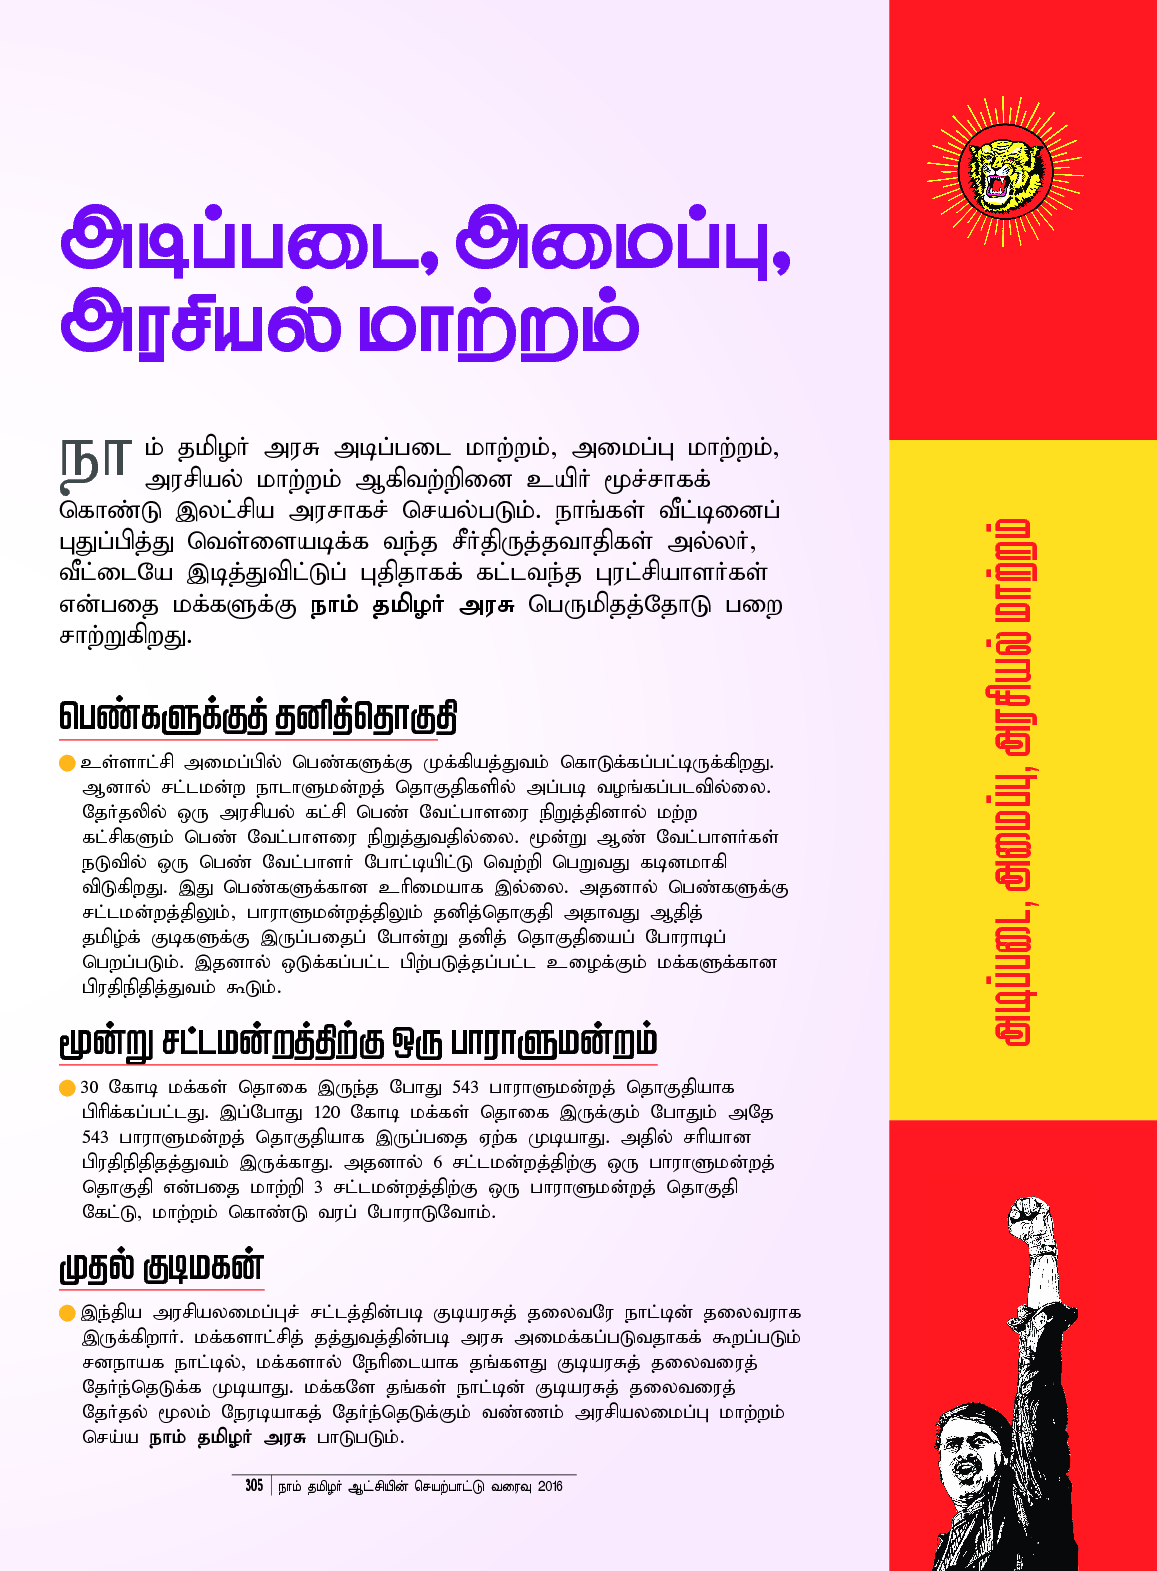 அடிப்படை, அமைப்பு,
அரசியல் மாற்றம்
நாம் தமிழர் அரசு அடிப்படை மாற்றம், அமைப்பு மாற்றம்,
அரசியல் மாற்றம் ஆகிவற்றினை உயிர் மூச்சாகக்
கொண்டு இலட்சிய அரசாகச் செயல்படும். நாங்கள் வீட்டினைப்
புதுப்பித்து வெள்ளையடிக்க வந்த சீர்திருத்தவாதிகள் அல்லர்,
வீட்டையே இடித்துவிட்டுப் புதிதாகக் கட்டவந்த புரட்சியாளர்கள்
என்பதை மக்களுக்கு நாம் தமிழர் அரசு பெருமிதத்தோடு பறை
சாற்றுகிறது.
பெண்களுக்குத் தனித்தொகுதி
உள்ளாட்சி அமைப்பில் பெண்களுக்கு முக்கியத்துவம் கொடுக்கப்பட்டிருக்கிறது.
ஆனால் சட்டமன்ற நாடாளுமன்றத் தொகுதிகளில் அப்படி வழங்கப்படவில்லை.
தேர்தலில் ஒரு அரசியல் கட்சி பெண் வேட்பாளரை நிறுத்தினால் மற்ற
கட்சிகளும் பெண் வேட்பாளரை நிறுத்துவதில்லை. மூன்று ஆண் வேட்பாளர்கள்
நடுவில் ஒரு பெண் வேட்பாளர் போட்டியிட்டு வெற்றி பெறுவது கடினமாகி
விடுகிறது. இது பெண்களுக்கான உரிமையாக இல்லை. அதனால் பெண்களுக்கு
சட்டமன்றத்திலும், பாராளுமன்றத்திலும் தனித்தொகுதி அதாவது ஆதித்
தமிழ்க் குடிகளுக்கு இருப்பதைப் போன்று தனித் தொகுதியைப் போராடிப்
பெறப்படும். இதனால் ஒடுக்கப்பட்ட பிற்படுத்தப்பட்ட உழைக்கும் மக்களுக்கான
பிரதிநிதித்துவம் கூடும்.
மூன்று சட்டமன்றத்திற்கு ஒரு பாராளுமன்றம்
30 கோடி மக்கள் தொகை இருந்த போது 543 பாராளுமன்றத் தொகுதியாக
பிரிக்கப்பட்டது. இப்போது 120 கோடி மக்கள் தொகை இருக்கும் போதும் அதே
543 பாராளுமன்றத் தொகுதியாக இருப்பதை ஏற்க முடியாது. அதில் சரியான
பிரதிநிதிதத்துவம் இருக்காது. அதனால் 6 சட்டமன்றத்திற்கு ஒரு பாராளுமன்றத்
தொகுதி என்பதை மாற்றி 3 சட்டமன்றத்திற்கு ஒரு பாராளுமன்றத் தொகுதி
கேட்டு, மாற்றம் கொண்டு வரப் போராடுவோம்.
முதல் குடிமகன்
இந்திய அரசியலமைப்புச் சட்டத்தின்படி குடியரசுத் தலைவரே நாட்டின் தலைவராக
இருக்கிறார். மக்களாட்சித் தத்துவத்தின்படி அரசு அமைக்கப்படுவதாகக் கூறப்படும்
சனநாயக நாட்டில், மக்களால் நேரிடையாக தங்களது குடியரசுத் தலைவரைத்
தேர்ந்தெடுக்க முடியாது. மக்களே தங்கள் நாட்டின் குடியரசுத் தலைவரைத்
தேர்தல் மூலம் நேரடியாகத் தேர்ந்தெடுக்கும் வண்ணம் அரசியலமைப்பு மாற்றம்
செய்ய நாம் தமிழர் அரசு பாடுபடும்.
305 நாம் தமிழர் ஆட்சியின் செயற்பாட்டு வரைவு 2016
அடிப்படை, அமைப்பு, அரசியல் மாற்றம்